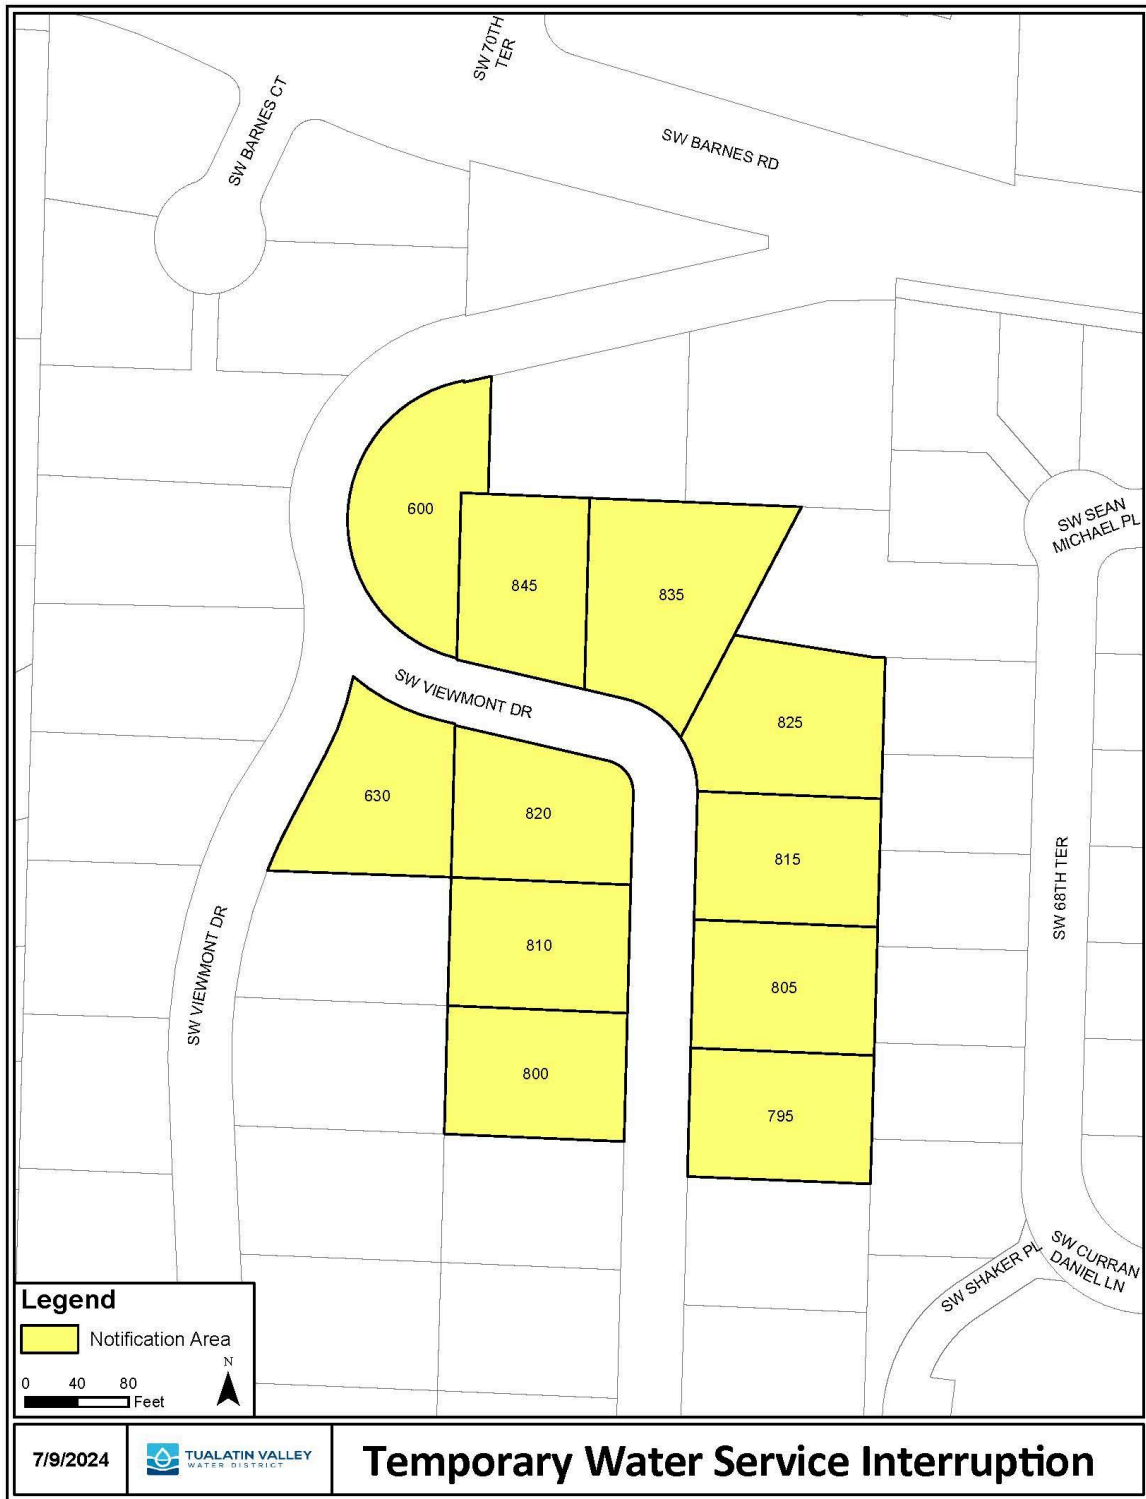 SW 70TH
TER
SW BARNES CT
SW BARNES RD
600
845
835
SW SEAN
MICHAEL PL
SW VIEWMONT DR
825
630
820
815
SW 68TH TER
SW VIEWMONT DR
810
805
800
795
SW SHAKER PL
SW CURRAN
DANIEL LN
Legend
Notification Area
N
0 40 80
Feet
7/9/2024
TUALATIN VALLEY
WATER DISTRICT
Temporary Water Service Interruption